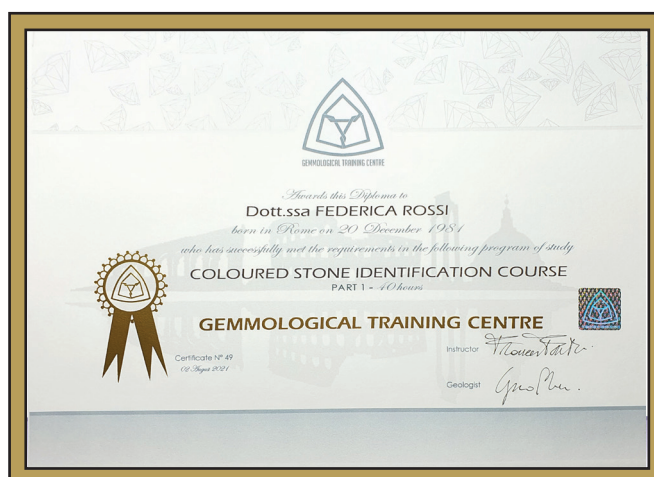 GEMMOLOGICAL TRAINING CENTRE
Awards this Diploma to
Dott.ssa FEDERICA ROSSI
born in Rome on 20 December 1981
who has successfully met the requirements in the following program of study
COLOURED STONE IDENTIFICATION COURSE
PART 1 - 40 hours
GEMMOLOGICAL TRAINING CENTRE
Certificate N° 49
Instructor
Geologist